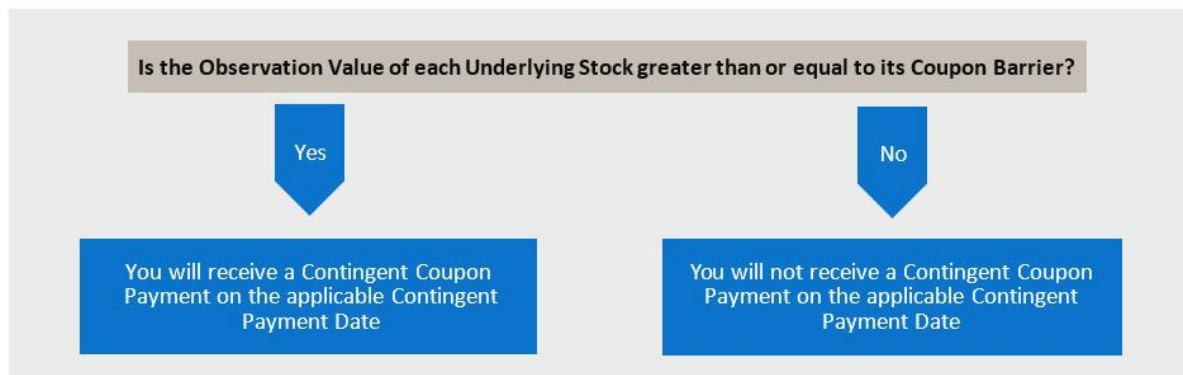 Is the Observation Value of each Underlying Stock greater than or equal to its Coupon Barrier?
Yes
No
You will receive a Contingent Coupon
Payment on the applicable Contingent
Payment Date
You will not receive a Contingent Coupon
Payment on the applicable Contingent
Payment Date